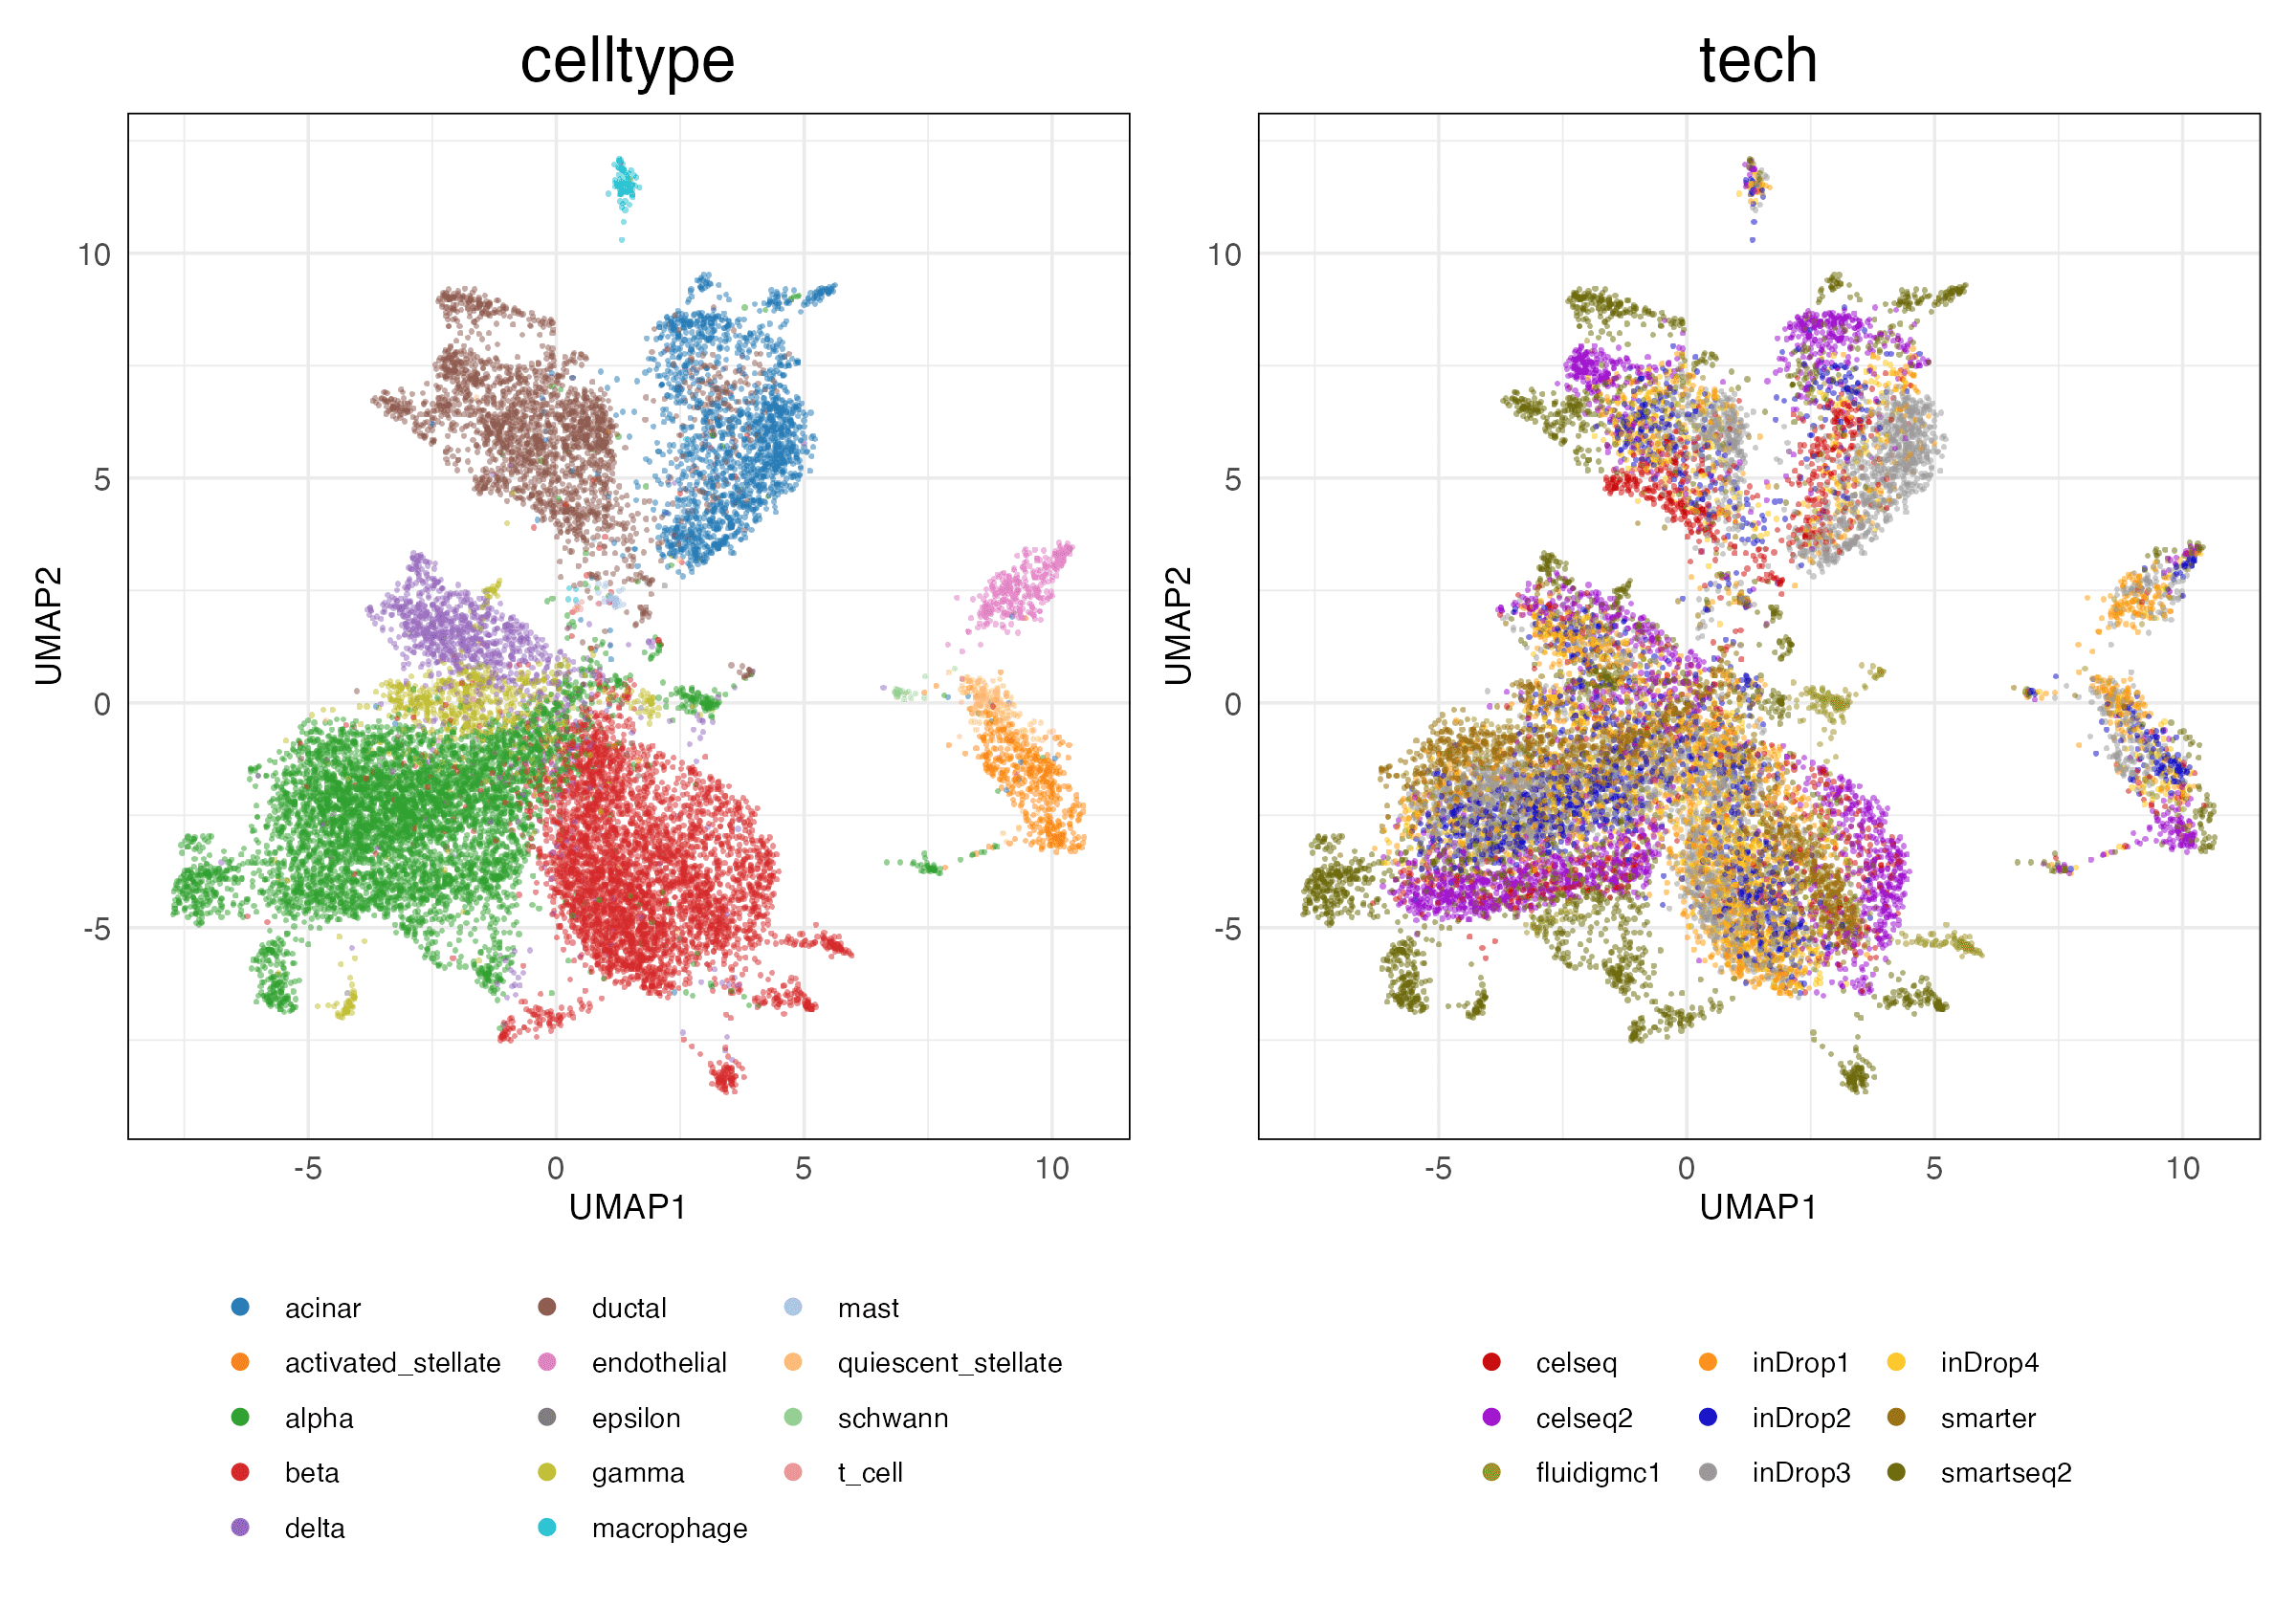 celltype
10
5
0
-5
UMAP2
-5 0 5 10
UMAP1
acinar
activated_stellate
alpha
beta
delta
ductal
endothelial
epsilon
gamma
macrophage
mast
quiescent_stellate
schwann
t_cell
tech
10
5
0
-5
UMAP2
-5 0 5 10
UMAP1
celseq
celseq2
fluidigmc1
inDrop1
inDrop2
inDrop3
inDrop4
smarter
smartseq2